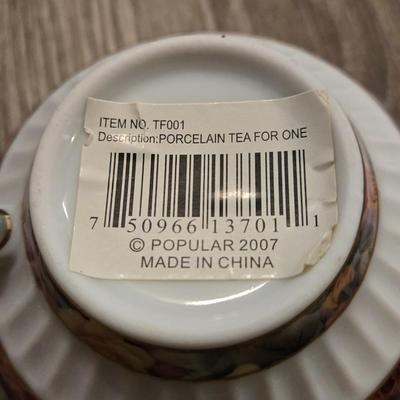 ITEM NO. TF001
Description:PORCELAIN TEA FOR ONE
7 50966 13701 1
© POPULAR 2007
MADE IN CHINA